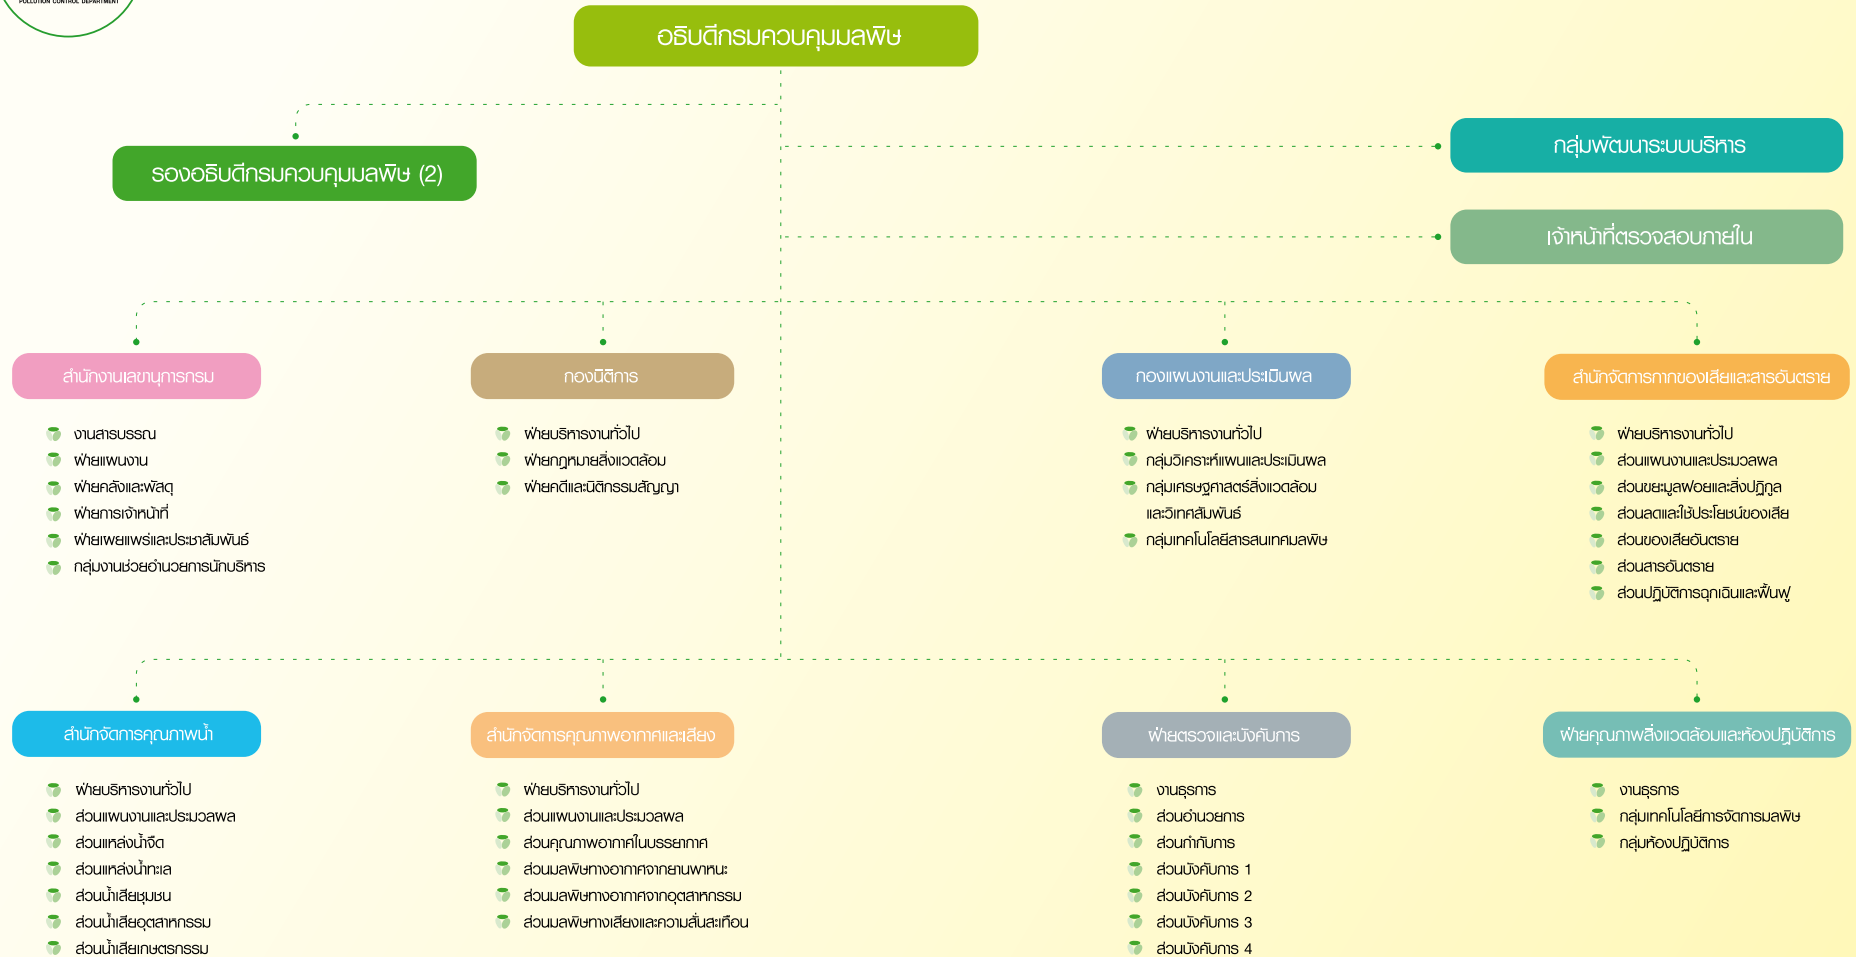 POLLUTION CONTROL DEPARTMENT
อธิบดีกรมควบคุมมลพิษ
รองอธิบดีกรมควบคุมมลพิษ (2)
กลุ่มพัฒนาระบบบริหาร
เจ้าหน้าที่ตรวจสอบภายใน
สำนักงานเลขานุการกรม
งานสารบรรณ
ฝ่ายแผนงาน
ฝ่ายคลังและพัสดุ
ฝ่ายการเจ้าหน้าที่
ฝ่ายเผยแพร่และประชาสัมพันธ์
กลุ่มงานช่วยอำนวยการนักบริหาร
กองนิติการ
ฝ่ายบริหารงานทั่วไป
ฝ่ายกฎหมายสิ่งแวดล้อม
ฝ่ายคดีและนิติกรรมสัญญา
กองแผนงานและประเมินผล
ฝ่ายบริหารงานทั่วไป
กลุ่มวิเคราะห์แผนและประเมินผล
กลุ่มเศรษฐศาสตร์สิ่งแวดล้อม
และวิเทศสัมพันธ์
กลุ่มเทคโนโลยีสารสนเทศมลพิษ
สำนักจัดการกากของเสียและสารอันตราย
ฝ่ายบริหารงานทั่วไป
ส่วนแผนงานและประมวลผล
ส่วนขยะมูลฝอยและสิ่งปฏิกูล
ส่วนลดและใช้ประโยชน์ของเสีย
ส่วนของเสียอันตราย
ส่วนสารอันตราย
ส่วนปฏิบัติการฉุกเฉินและฟื้นฟู
สำนักจัดการคุณภาพน้ำ
ฝ่ายบริหารงานทั่วไป
ส่วนแผนงานและประมวลผล
ส่วนแหล่งน้ำจืด
ส่วนแหล่งน้ำทะเล
ส่วนน้ำเสียชุมชน
ส่วนน้ำเสียอุตสาหกรรม
ส่วนน้ำเสียเกษตรกรรม
สำนักจัดการคุณภาพอากาศและเสียง
ฝ่ายบริหารงานทั่วไป
ส่วนแผนงานและประมวลผล
ส่วนคุณภาพอากาศในบรรยากาศ
ส่วนมลพิษทางอากาศจากยานพาหนะ
ส่วนมลพิษทางอากาศจากอุตสาหกรรม
ส่วนมลพิษทางเสียงและความสั่นสะเทือน
ฝ่ายตรวจและบังคับการ
งานธุรการ
ส่วนอำนวยการ
ส่วนกำกับการ
ส่วนบังคับการ 1
ส่วนบังคับการ 2
ส่วนบังคับการ 3
ส่วนบังคับการ 4
ฝ่ายคุณภาพสิ่งแวดล้อมและห้องปฏิบัติการ
งานธุรการ
กลุ่มเทคโนโลยีการจัดการมลพิษ
กลุ่มห้องปฏิบัติการ